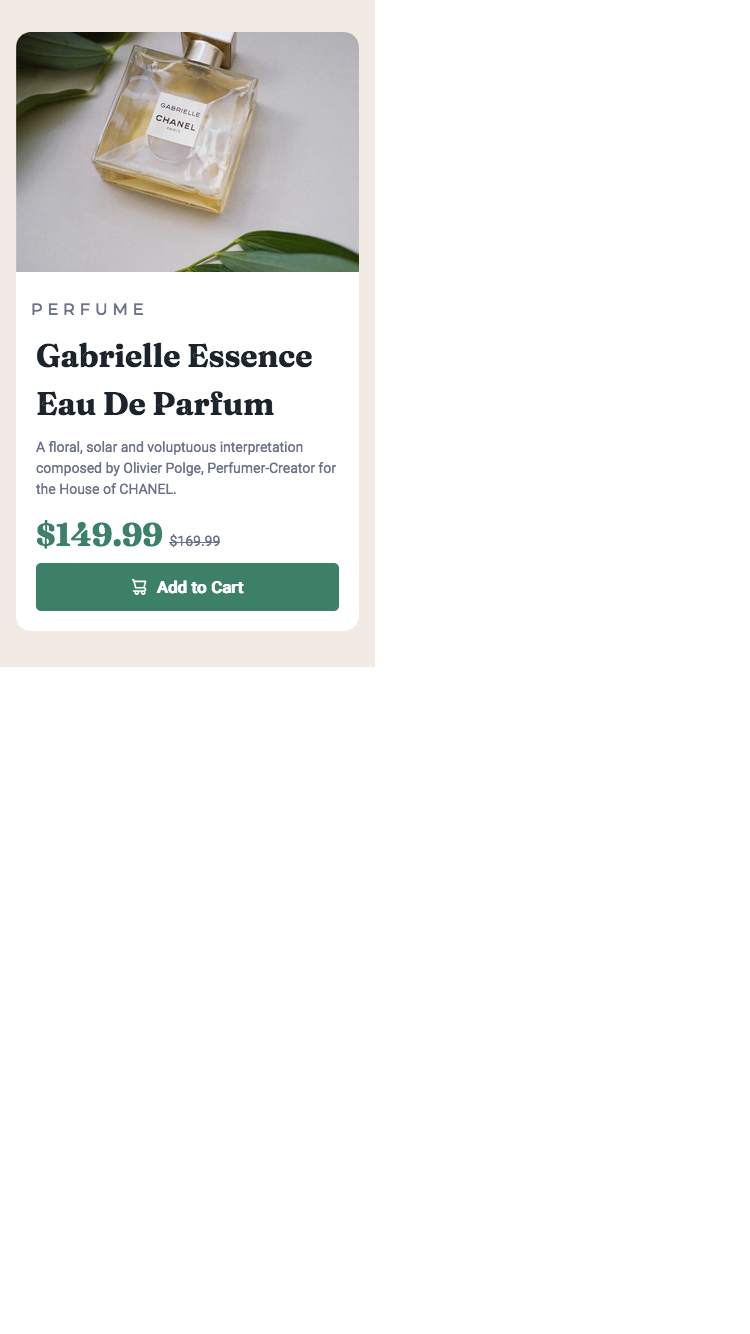 GABRIELLE
CHANEL
PARIS
PERFUME
Gabrielle Essence
Eau De Parfum
A floral, solar and voluptuous interpretation
composed by Olivier Polge, Perfumer-Creator for
the House of CHANEL.
$149.99 $169.99
Add to Cart